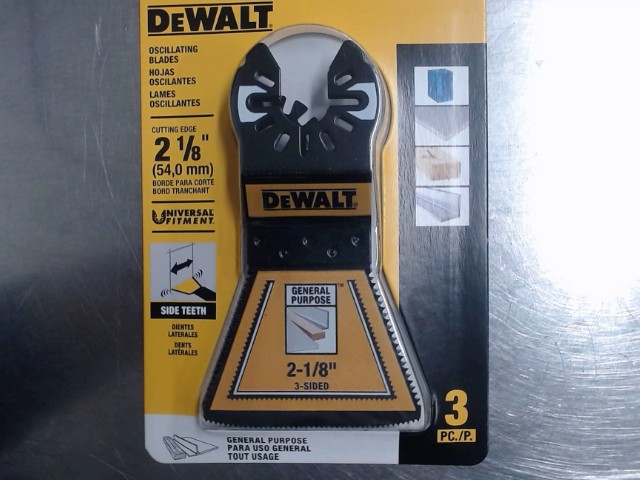 DEWALT
OSCILLATING
BLADES
HOJAS
OSCILANTES
LAMES
OSCILLANTES
CUTTING EDGE
2 1/8"
(54,0 mm)
BORDE PARA CORTE
BORD TRANCHANT
UNIVERSAL
FITMENT
SIDE TEETH
DIENTES
LATERALES
DENTS
LATÉRALES
DEWALT
GENERAL
PURPOSE
2-1/8"
3-SIDED
3
PC./P.
GENERAL PURPOSE
PARA USO GENERAL
TOUT USAGE